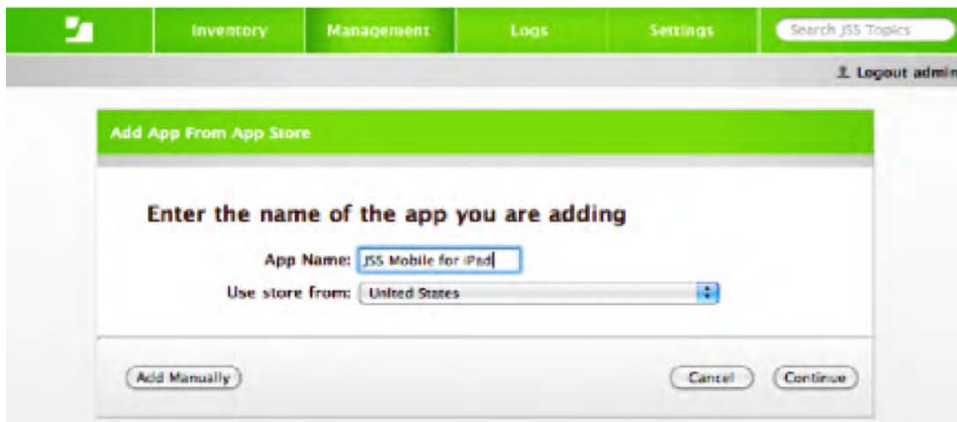 Inventory Management Logs Settings Search JSS Topics
Logout admin
Add App From App Store
Enter the name of the app you are adding
App Name: JSS Mobile for iPad
Use store from: United States
Add Manually Cancel Continue